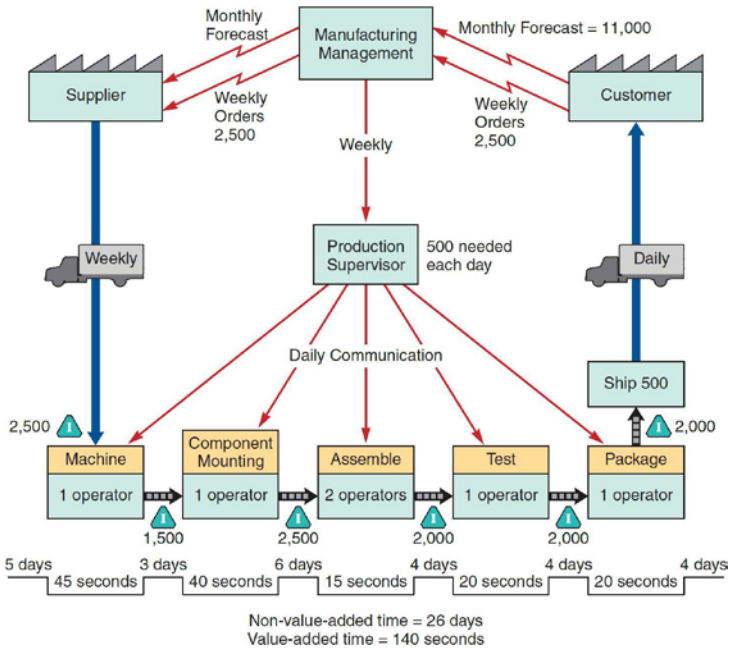 Monthly
Forecast
Manufacturing
Management
Monthly Forecast = 11,000
Supplier
Customer
Weekly
Orders
2,500
Weekly
Orders
2,500
Weekly
Weekly
Production
Supervisor
500 needed
each day
Daily
Daily Communication
Ship 500
2,500
I
I
2,000
Machine
Component
Mounting
Assemble
Test
Package
1 operator
1 operator
2 operators
1 operator
1 operator
I
I
I
I
1,500
2,500
2,000
2,000
5 days
3 days
6 days
4 days
4 days
4 days
45 seconds
40 seconds
15 seconds
20 seconds
20 seconds
Non-value-added time = 26 days
Value-added time = 140 seconds